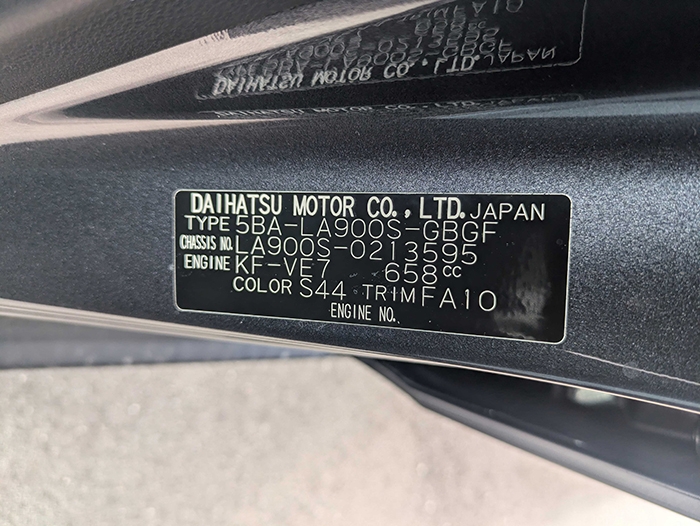 DAIHATSU MOTOR CO., LTD. JAPAN
TYPE 5BA-LA900S-GBGF
CHASSIS NO. LA900S-0213595
ENGINE KF-VE7 658cc
COLOR S44 TRIM FA10
ENGINE NO.